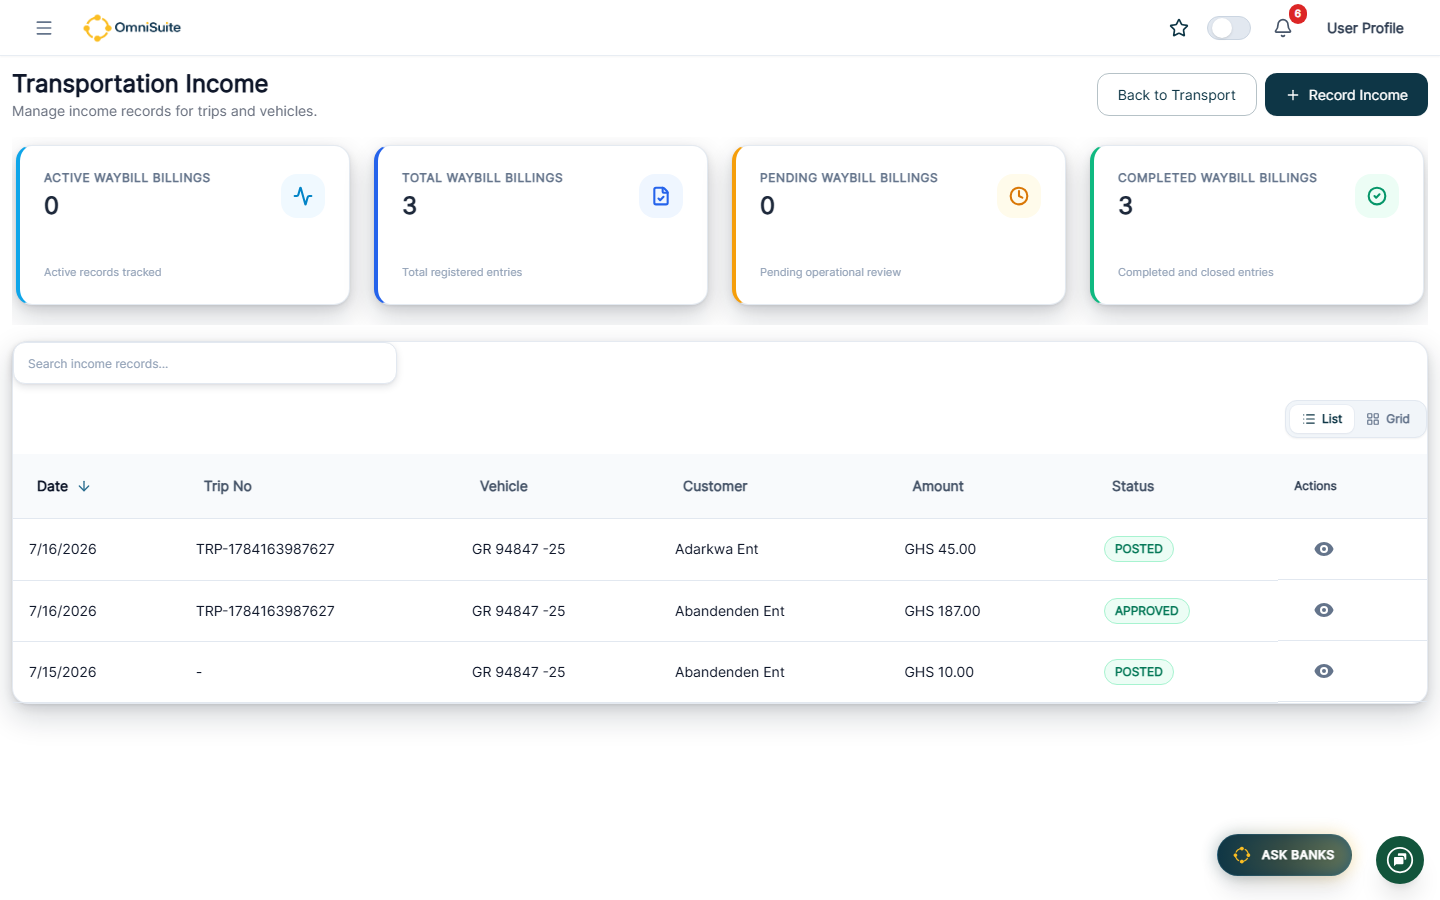 OmniSuite
6
User Profile
Transportation Income
Manage income records for trips and vehicles.
Back to Transport
+ Record Income
ACTIVE WAYBILL BILLINGS
0
Active records tracked
TOTAL WAYBILL BILLINGS
3
Total registered entries
PENDING WAYBILL BILLINGS
0
Pending operational review
COMPLETED WAYBILL BILLINGS
3
Completed and closed entries
Search income records...
List Grid
Date Trip No Vehicle Customer Amount Status Actions
7/16/2026 TRP-1784163987627 GR 94847 -25 Adarkwa Ent GHS 45.00 POSTED
7/16/2026 TRP-1784163987627 GR 94847 -25 Abandenden Ent GHS 187.00 APPROVED
7/15/2026 - GR 94847 -25 Abandenden Ent GHS 10.00 POSTED
ASK BANKS